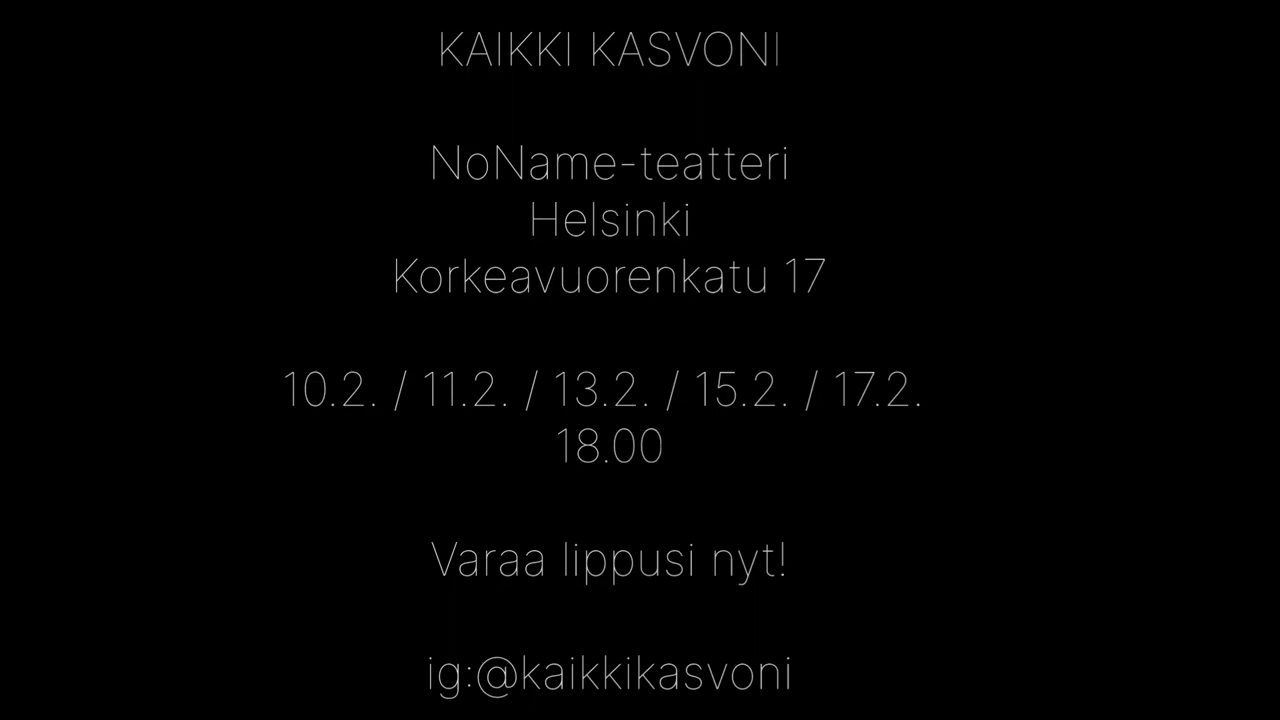 KAIKKI KASVONI
NoName-teatteri
Helsinki
Korkeavuorenkatu 17
10.2. / 11.2. / 13.2. / 15.2. / 17.2.
18.00
Varaa lippusi nyt!
ig:@kaikkikasvoni